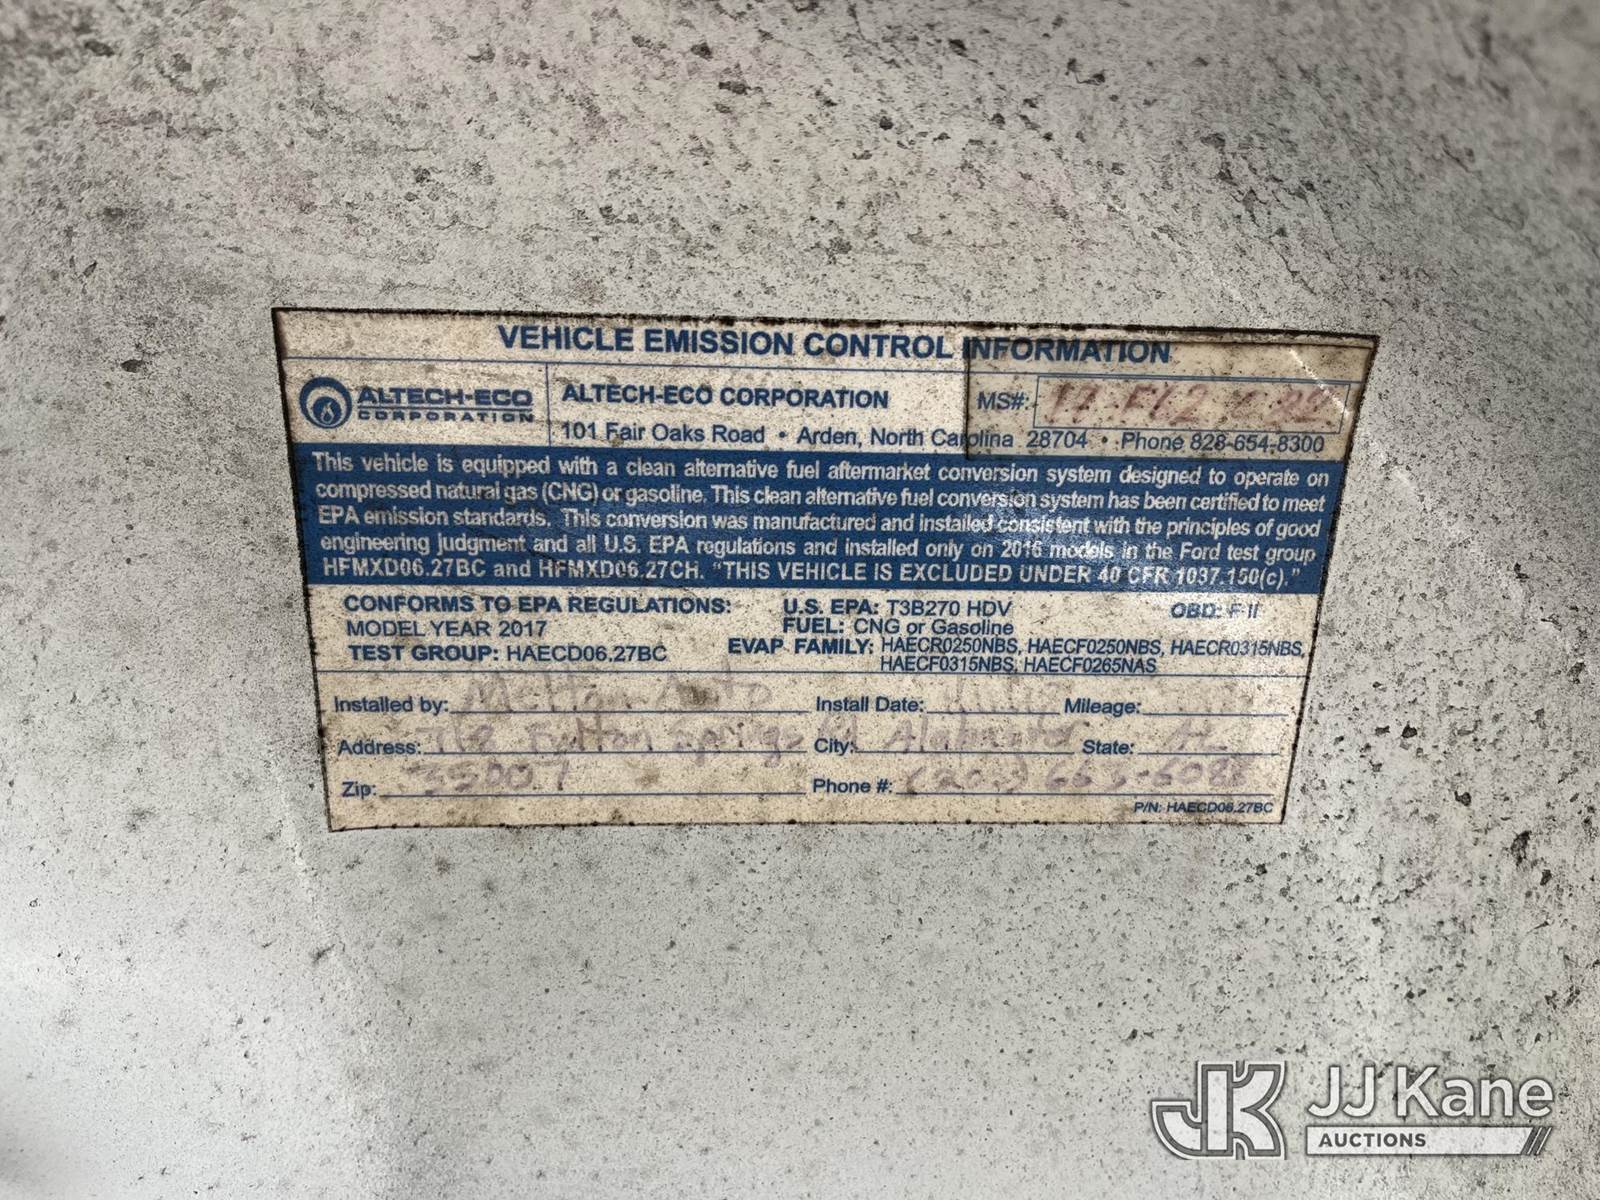 VEHICLE EMISSION CONTROL INFORMATION
ALTECH-ECO
CORPORATION
ALTECH-ECO CORPORATION
MS#:
101 Fair Oaks Road • Arden, North Carolina 28704 • Phone 828-654-8300
This vehicle is equipped with a clean alternative fuel aftermarket conversion system designed to operate on
compressed natural gas (CNG) or gasoline. This clean alternative fuel conversion system has been certified to meet
EPA emission standards. This conversion was manufactured and installed consistent with the principles of good
engineering judgment and all U.S. EPA regulations and installed only on 2016 models in the Ford test group
HFMXD06.27BC and HFMXD06.27CH. "THIS VEHICLE IS EXCLUDED UNDER 40 CFR 1037.150(c)."
CONFORMS TO EPA REGULATIONS: U.S. EPA: T3B270 HDV OBD: F II
MODEL YEAR 2017 FUEL: CNG or Gasoline
TEST GROUP: HAECD06.27BC EVAP FAMILY: HAECR0250NBS, HAECF0250NBS, HAECR0315NBS,
HAECF0315NBS, HAECF0265NAS
Installed by: Auto Install Date: Mileage:
Address: Springs Rd City: State:
Zip: 35007 Phone #:
P/N: HAECD06.27BC
JK JJ Kane
AUCTIONS